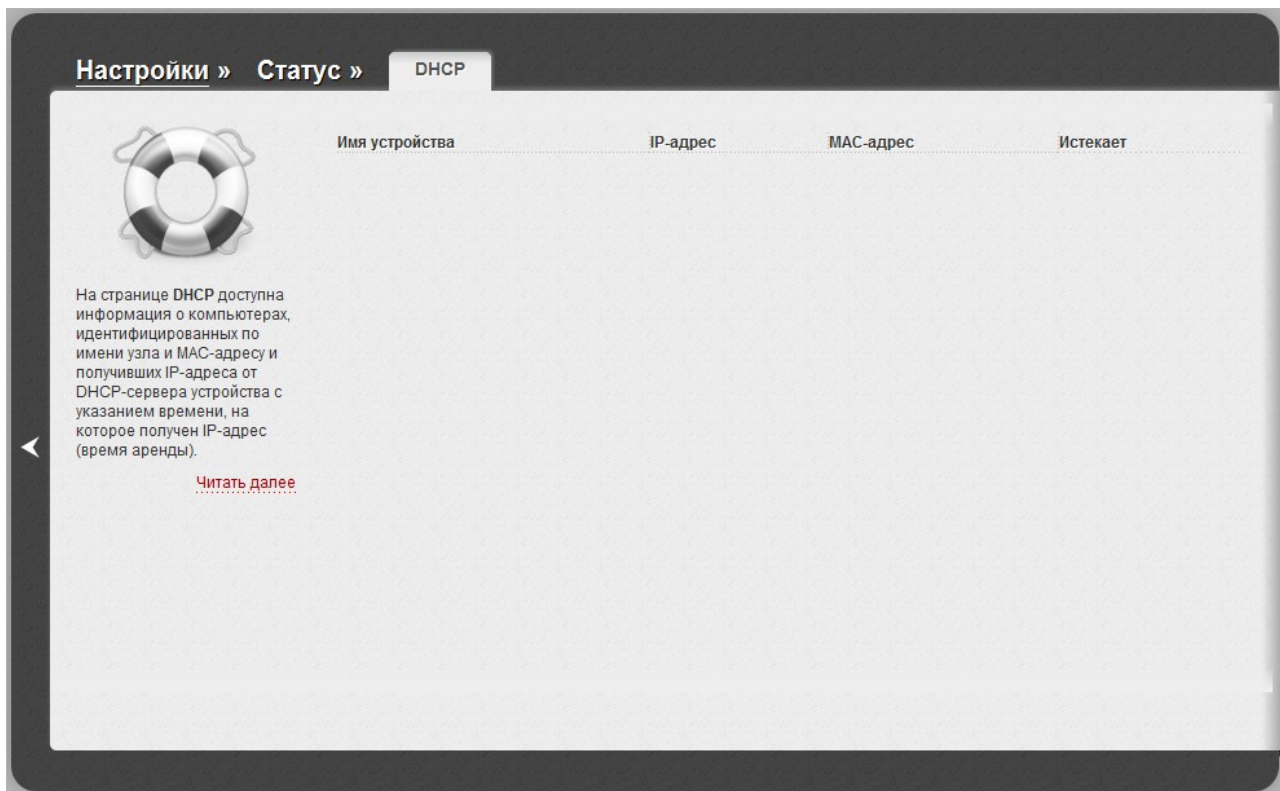 Настройки » Статус » DHCP
Имя устройства IP-адрес MAC-адрес Истекает
На странице DHCP доступна
информация о компьютерах,
идентифицированных по
имени узла и MAC-адресу и
получивших IP-адреса от
DHCP-сервера устройства с
указанием времени, на
которое получен IP-адрес
(время аренды).
Читать далее